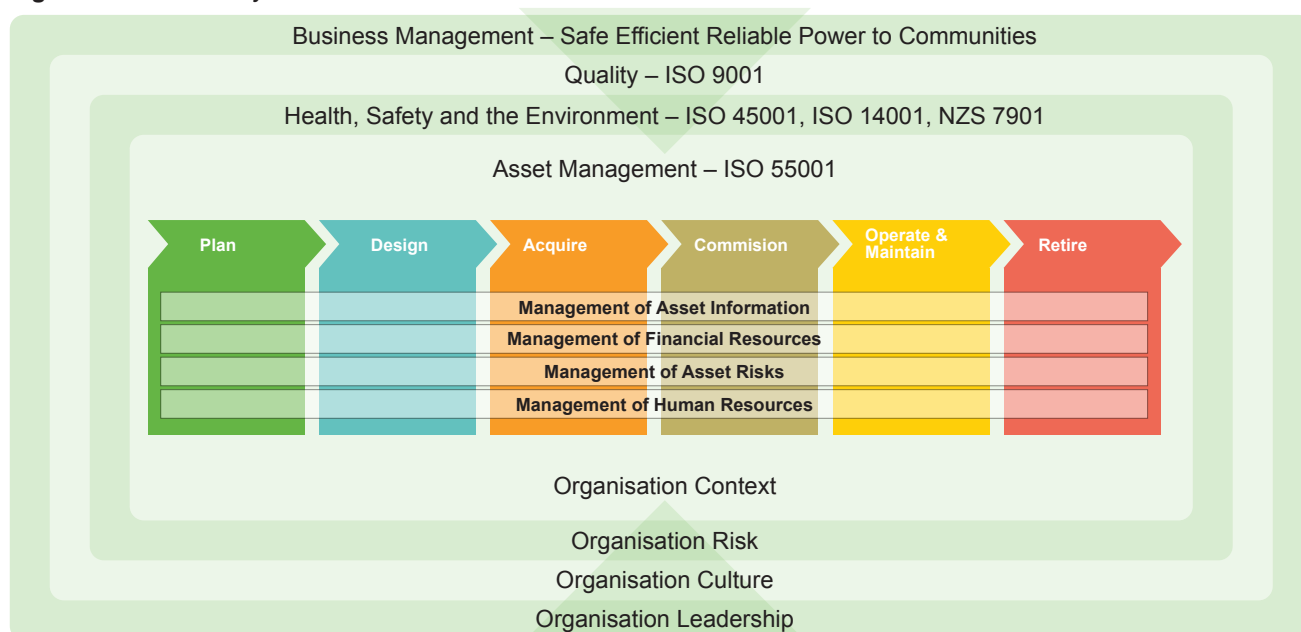 Business Management – Safe Efficient Reliable Power to Communities
Quality – ISO 9001
Health, Safety and the Environment – ISO 45001, ISO 14001, NZS 7901
Asset Management – ISO 55001
Plan
Design
Acquire
Commision
Operate &
Maintain
Retire
Management of Asset Information
Management of Financial Resources
Management of Asset Risks
Management of Human Resources
Organisation Context
Organisation Risk
Organisation Culture
Organisation Leadership